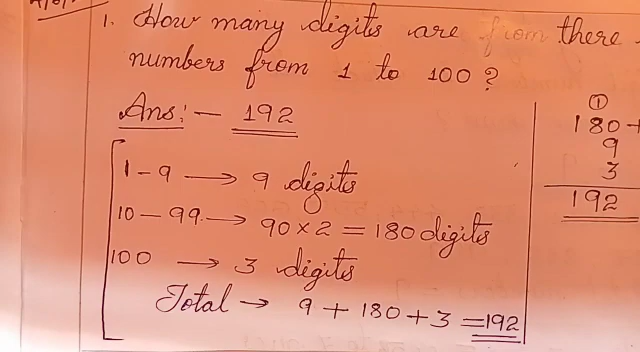 1. How many digits are from there
numbers from 1 to 100 ?
Ans:- 192
1-9 → 9 digits
10-99 → 90×2 = 180 digits
100 → 3 digits
Total → 9 + 180 + 3 = 192
①
180+
9
3
192